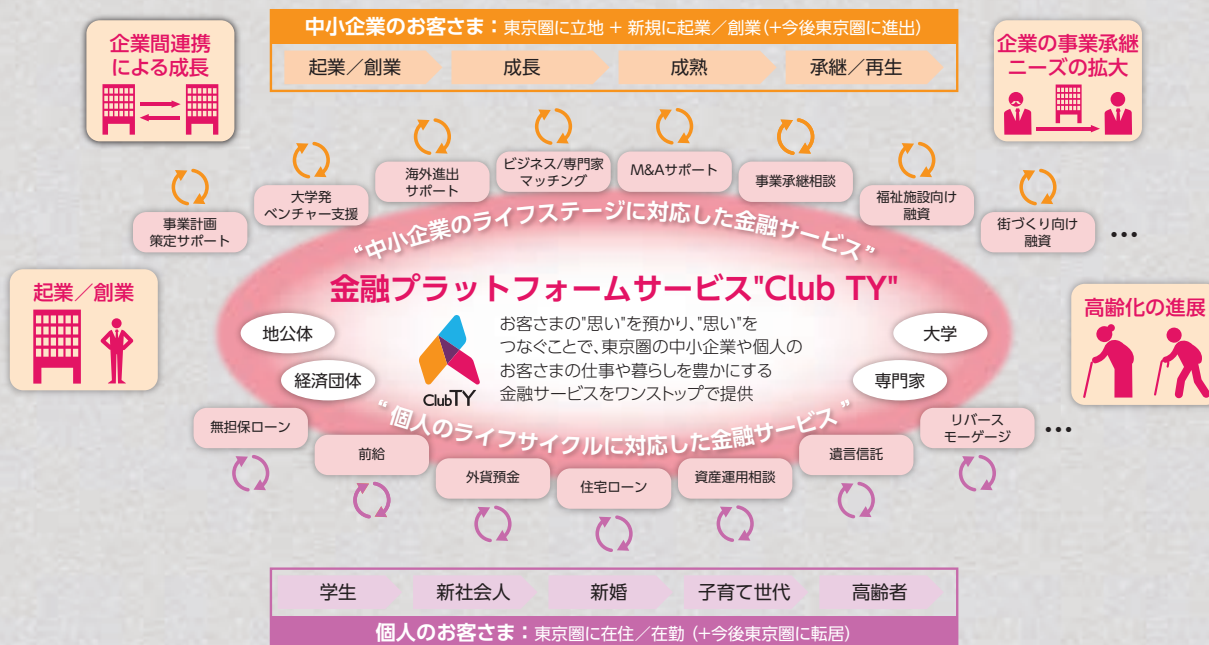 中小企業のお客さま：東京圏に立地 + 新規に起業／創業(+今後東京圏に進出)
起業／創業
成長
成熟
承継／再生
企業間連携
による成長
企業の事業承継
ニーズの拡大
事業計画
策定サポート
大学発
ベンチャー支援
海外進出
サポート
ビジネス/専門家
マッチング
M&Aサポート
事業承継相談
福祉施設向け
融資
街づくり向け
融資
…
“中小企業のライフステージに対応した金融サービス”
起業／創業
高齢化の進展
金融プラットフォームサービス"Club TY"
地公体
経済団体
大学
専門家
ClubTY
お客さまの"思い"を預かり、"思い"を
つなぐことで、東京圏の中小企業や個人の
お客さまの仕事や暮らしを豊かにする
金融サービスをワンストップで提供
“個人のライフサイクルに対応した金融サービス”
無担保ローン
前給
外貨預金
住宅ローン
資産運用相談
遺言信託
リバース
モーゲージ
…
学生
新社会人
新婚
子育て世代
高齢者
個人のお客さま：東京圏に在住／在勤 (+今後東京圏に転居)